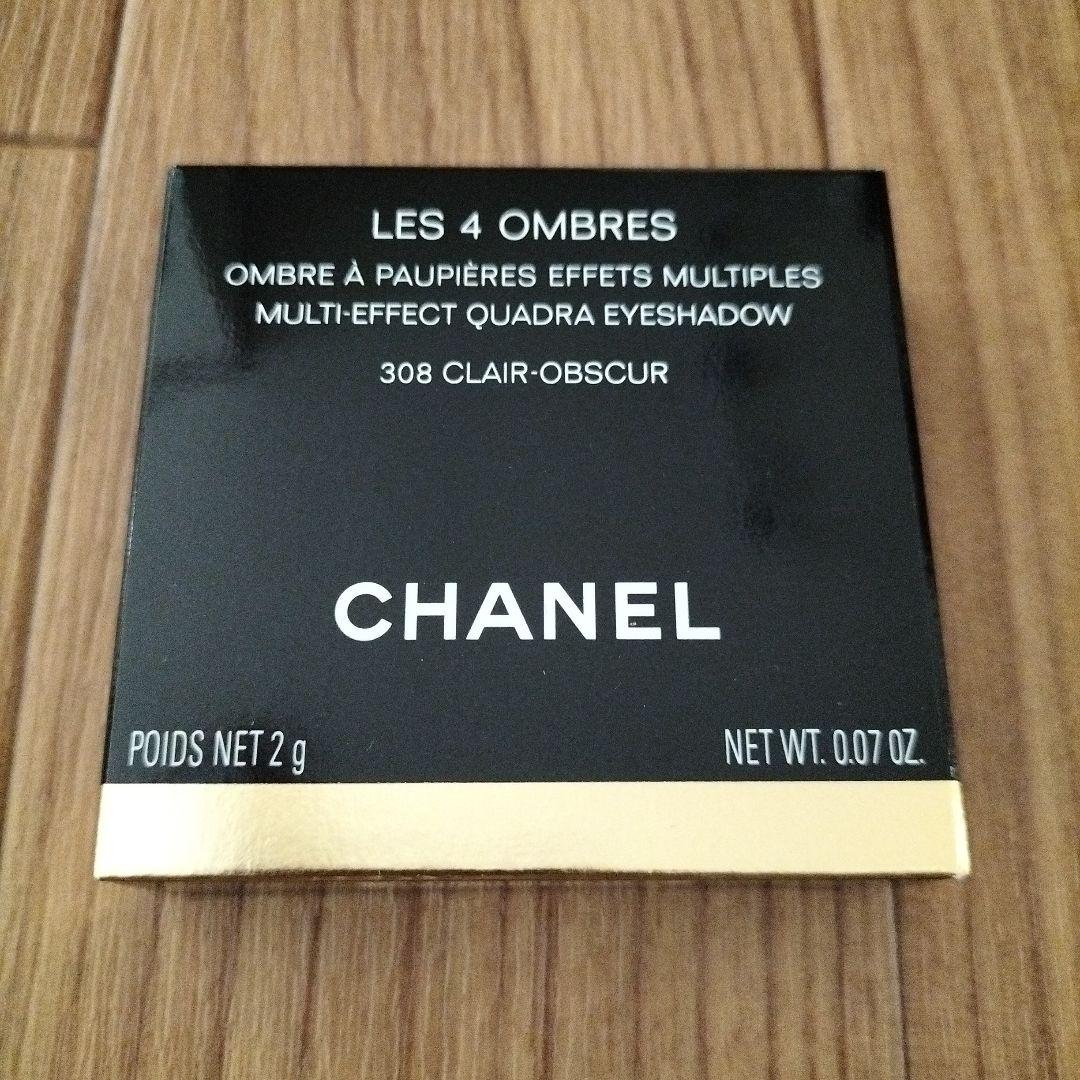 LES 4 OMBRES
OMBRE À PAUPIÈRES EFFETS MULTIPLES
MULTI-EFFECT QUADRA EYESHADOW
308 CLAIR-OBSCUR
CHANEL
POIDS NET 2 g
NET WT. 0.07 OZ.